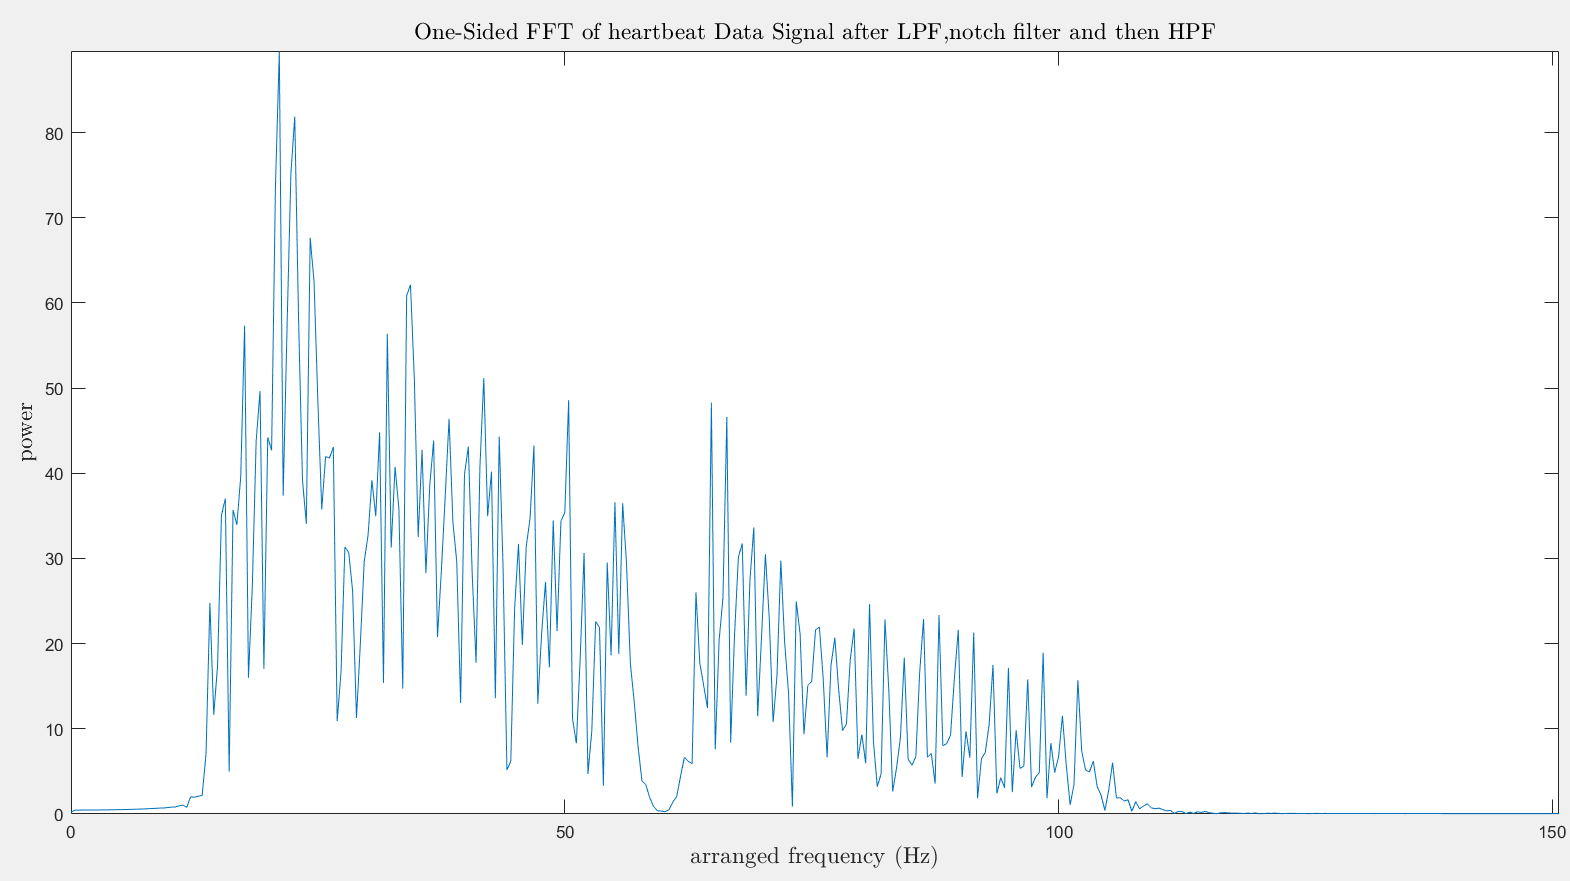 One-Sided FFT of heartbeat Data Signal after LPF,notch filter and then HPF
power
80
70
60
50
40
30
20
10
0
0 50 100 150
arranged frequency (Hz)